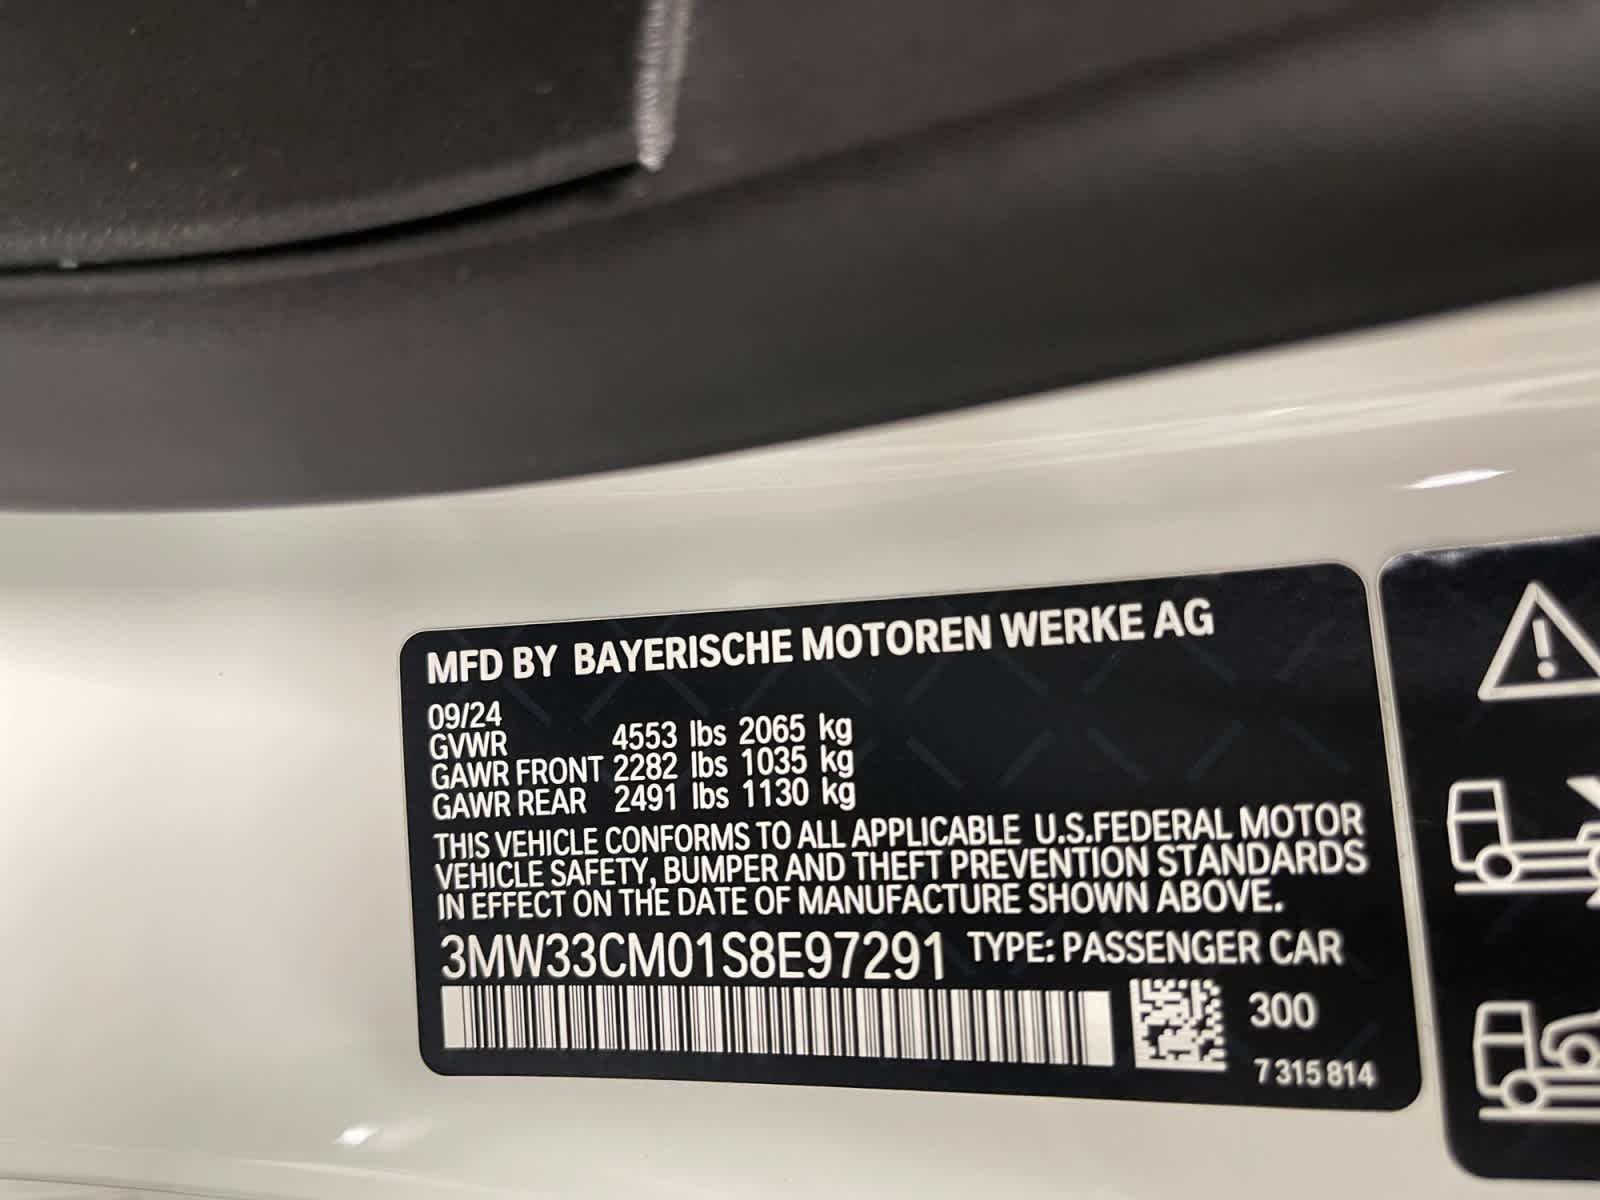 MFD BY BAYERISCHE MOTOREN WERKE AG
09/24
GVWR 4553 lbs 2065 kg
GAWR FRONT 2282 lbs 1035 kg
GAWR REAR 2491 lbs 1130 kg
THIS VEHICLE CONFORMS TO ALL APPLICABLE U.S.FEDERAL MOTOR
VEHICLE SAFETY, BUMPER AND THEFT PREVENTION STANDARDS
IN EFFECT ON THE DATE OF MANUFACTURE SHOWN ABOVE.
3MW33CM01S8E97291 TYPE: PASSENGER CAR
300
7 315 814